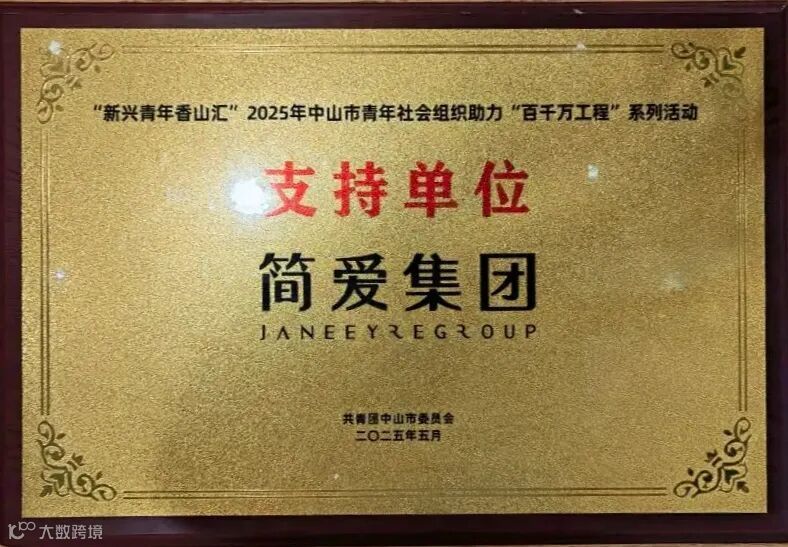 “新兴青年香山汇”2025年中山市青年社会组织助力“百千万工程”系列活动
支持单位
简爱集团
JANEEYREGROUP
共青团中山市委员会
二〇二五年五月
大数跨境